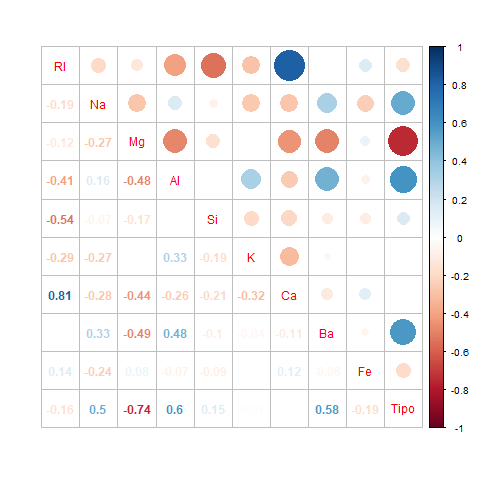 RI
-0.19 Na
-0.12 -0.27 Mg
-0.41 0.16 -0.48 Al
-0.54 -0.07 -0.17 Si
-0.29 -0.27 0.33 -0.19 K
0.81 -0.28 -0.44 -0.26 -0.21 -0.32 Ca
0.33 -0.49 0.48 -0.1 -0.04 -0.11 Ba
0.14 -0.24 0.08 -0.07 -0.09 0.12 -0.06 Fe
-0.16 0.5 -0.74 0.6 0.15 0.58 -0.19 Tipo
1
0.8
0.6
0.4
0.2
0
-0.2
-0.4
-0.6
-0.8
-1